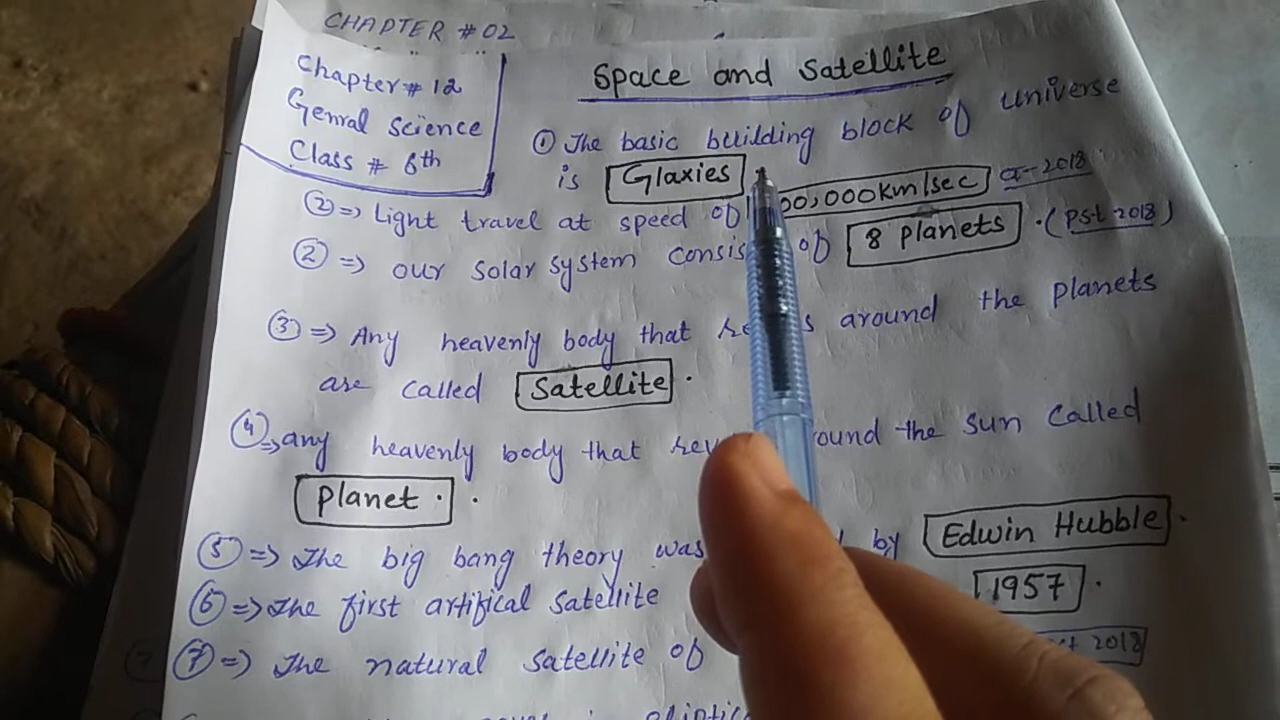 CHAPTER # 02
Chapter # 12
Genral Science
Class # 6th
Space and Satellite
① The basic building block of universe
is Glaxies
② => Light travel at speed of 00,000km/sec 2018
② => our solar system consis of 8 planets . (PST 2018)
③ => Any heavenly body that around the planets
are called Satellite .
④ => any heavenly body that rev ound the sun called
Planet . .
⑤ => The big bang theory was by Edwin Hubble .
⑥ => The first artifical satellite 1957 .
⑦ => The natural satellite of 2018